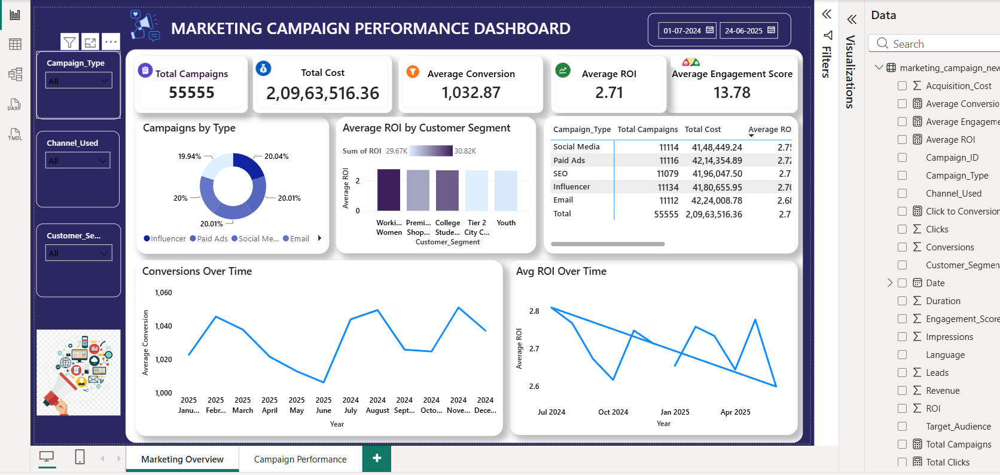 MARKETING CAMPAIGN PERFORMANCE DASHBOARD
01-07-2024
24-06-2025
Campaign_Type
All
Channel_Used
All
Customer_Se...
All
Total Campaigns
55555
Total Cost
2,09,63,516.36
Average Conversion
1,032.87
Average ROI
2.71
Average Engagement Score
13.78
Campaigns by Type
19.94%
20.04%
20%
20.01%
20.01%
Influencer
Paid Ads
Social Me...
Email
Average ROI by Customer Segment
Sum of ROI 29.67K 30.82K
Average ROI
2
0
Worki... Women
Premi... Shop...
College Stude...
Tier 2 City C...
Youth
Customer_Segment
Campaign_Type Total Campaigns Total Cost Average RO
Social Media 11114 41,48,449.24 2.75
Paid Ads 11116 42,14,354.89 2.72
SEO 11079 41,96,047.50 2.7
Influencer 11134 41,80,655.95 2.70
Email 11112 42,24,008.78 2.68
Total 55555 2,09,63,516.36 2.7
Conversions Over Time
Average Conversion
1,060
1,040
1,020
1,000
2025 Janu...
2025 Febr...
2025 March
2025 April
2025 May
2025 June
2024 July
2024 August
2024 Sept...
2024 Octo...
2024 Nove...
2024 Dece...
Year
Avg ROI Over Time
Average ROI
2.8
2.7
2.6
Jul 2024
Oct 2024
Jan 2025
Apr 2025
Year
DAX
TMDL
Marketing Overview
Campaign Performance
+
Filters
Visualizations
Data
Search
marketing_campaign_new
Acquisition_Cost
Average Conversio
Average Engageme
Average ROI
Campaign_ID
Campaign_Type
Channel_Used
Click to Conversion
Clicks
Conversions
Customer_Segmen
Date
Duration
Engagement_Score
Impressions
Language
Leads
Revenue
ROI
Target_Audience
Total Campaigns
Total Clicks